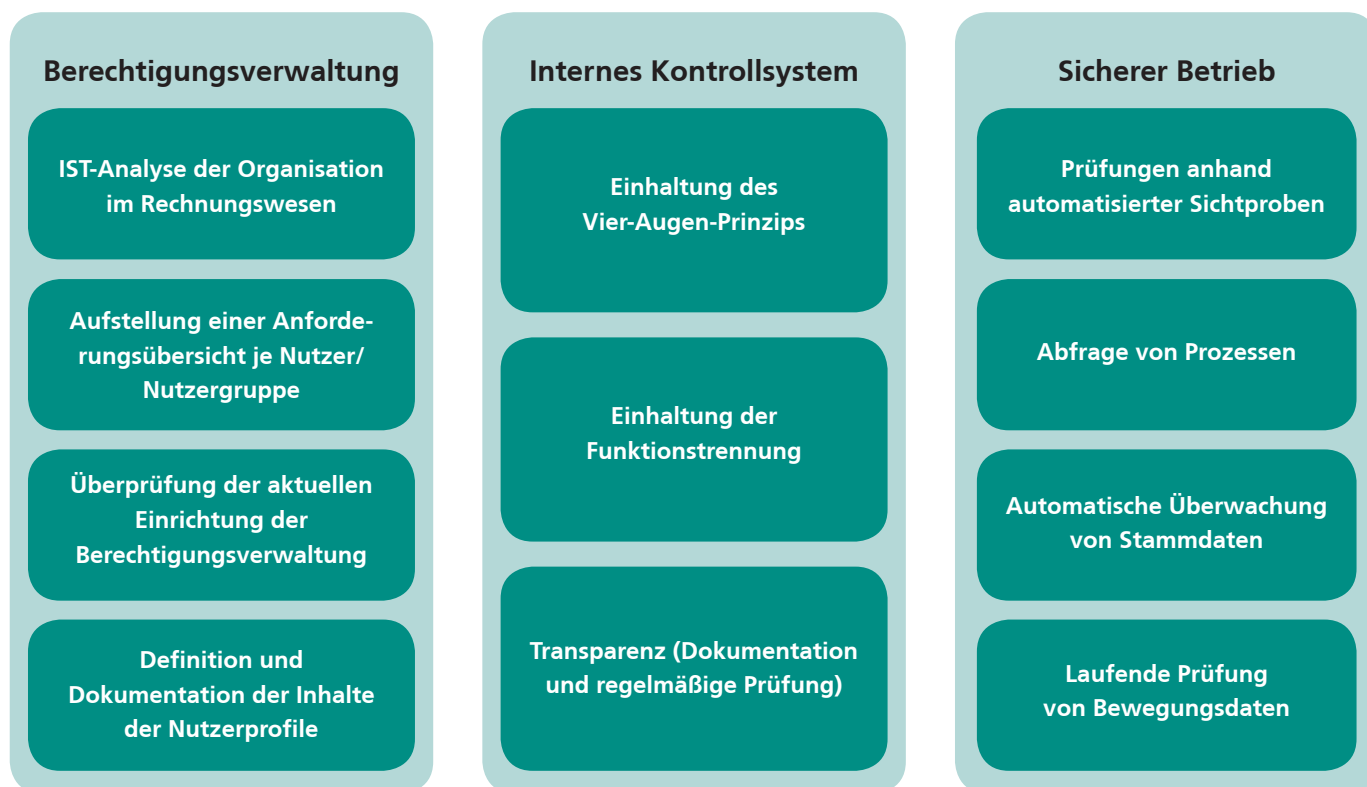 Berechtigungsverwaltung
IST-Analyse der Organisation
im Rechnungswesen
Aufstellung einer Anforde-
rungsübersicht je Nutzer/
Nutzergruppe
Überprüfung der aktuellen
Einrichtung der
Berechtigungsverwaltung
Definition und
Dokumentation der Inhalte
der Nutzerprofile
Internes Kontrollsystem
Einhaltung des
Vier-Augen-Prinzips
Einhaltung der
Funktionstrennung
Transparenz (Dokumentation
und regelmäßige Prüfung)
Sicherer Betrieb
Prüfungen anhand
automatisierter Sichtproben
Abfrage von Prozessen
Automatische Überwachung
von Stammdaten
Laufende Prüfung
von Bewegungsdaten